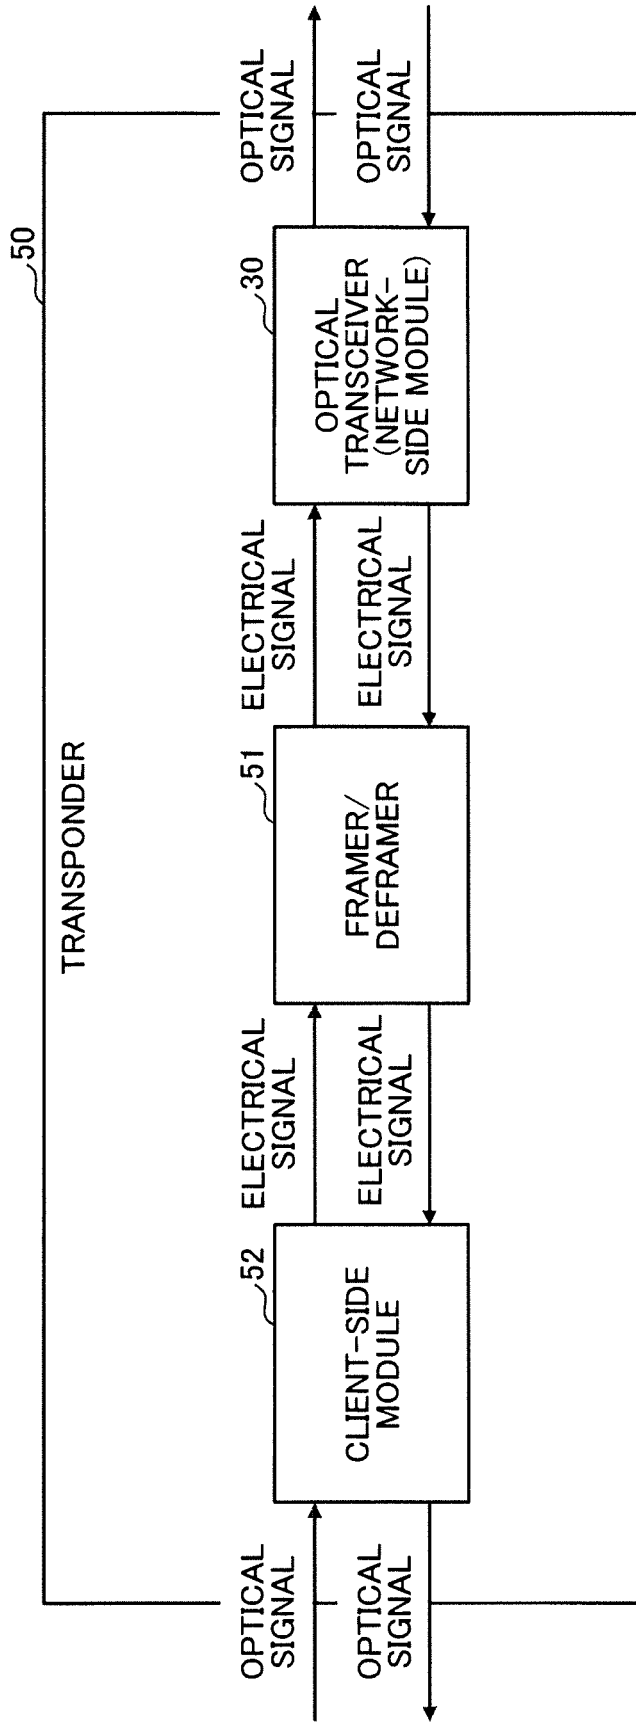 50
TRANSPONDER
OPTICAL
SIGNAL
52
ELECTRICAL
SIGNAL
51
ELECTRICAL
SIGNAL
30
OPTICAL
SIGNAL
CLIENT-SIDE
MODULE
FRAMER/
DEFRAMER
OPTICAL
TRANSCEIVER
(NETWORK-
SIDE MODULE)
OPTICAL
SIGNAL
ELECTRICAL
SIGNAL
ELECTRICAL
SIGNAL
OPTICAL
SIGNAL